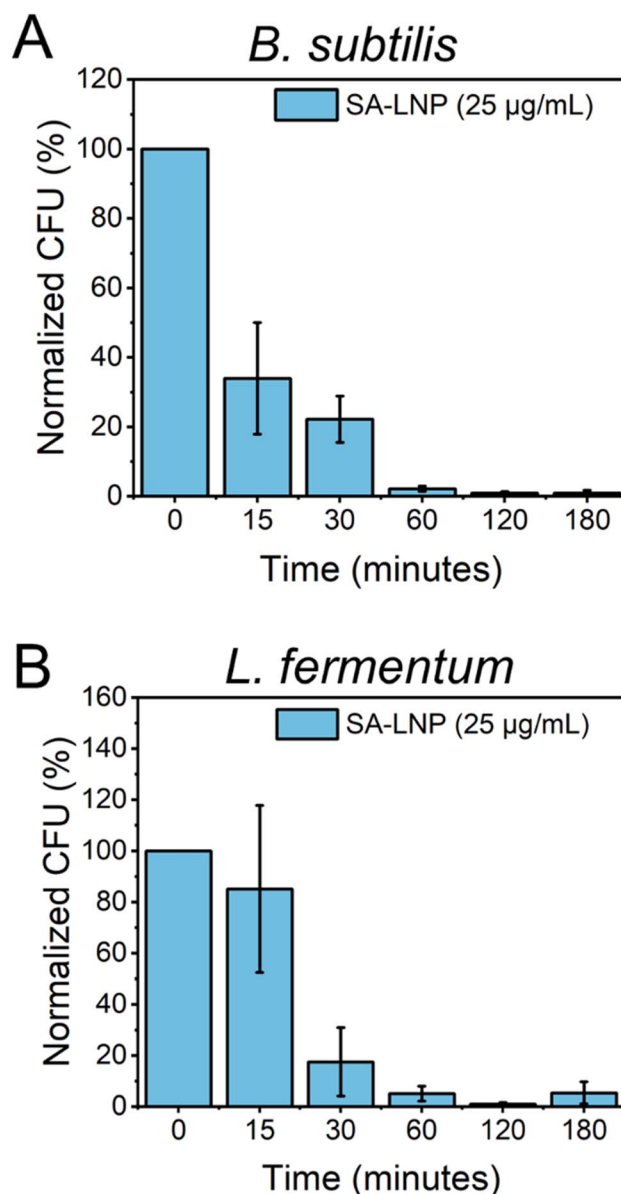 A
B. subtilis
SA-LNP (25 µg/mL)
Normalized CFU (%)
120
100
80
60
40
20
0
0 15 30 60 120 180
Time (minutes)
B
L. fermentum
SA-LNP (25 µg/mL)
Normalized CFU (%)
160
140
120
100
80
60
40
20
0
0 15 30 60 120 180
Time (minutes)